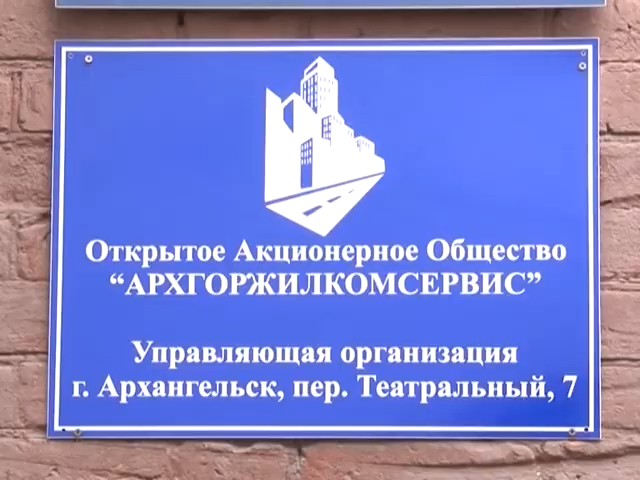 Открытое Акционерное Общество
“АРХГОРЖИЛКОМСЕРВИС”
Управляющая организация
г. Архангельск, пер. Театральный, 7